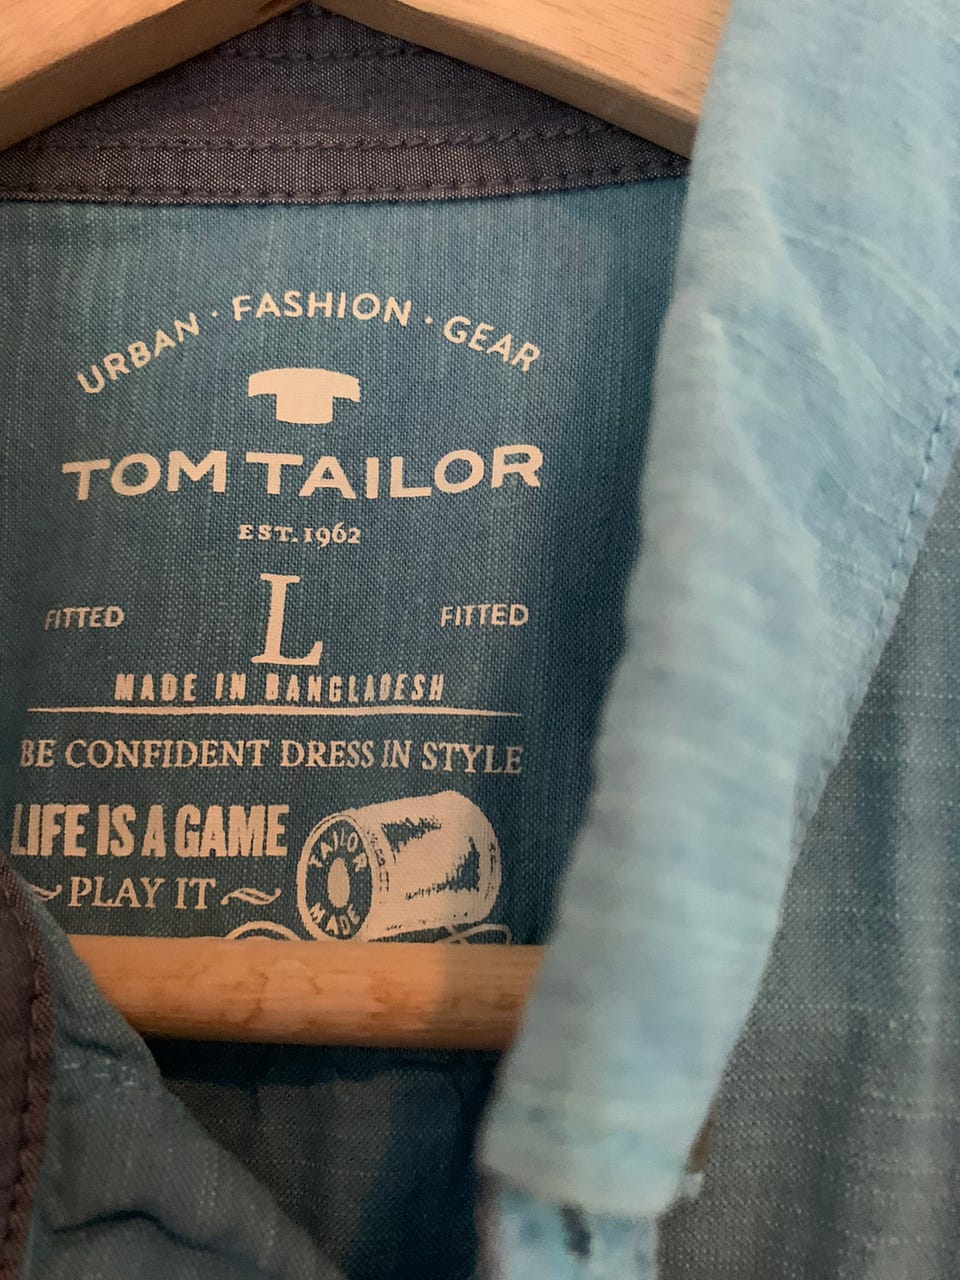 URBAN · FASHION · GEAR
TOM TAILOR
EST. 1962
FITTED L FITTED
MADE IN BANGLADESH
BE CONFIDENT DRESS IN STYLE
LIFE IS A GAME
~ PLAY IT ~
TAILOR
MADE